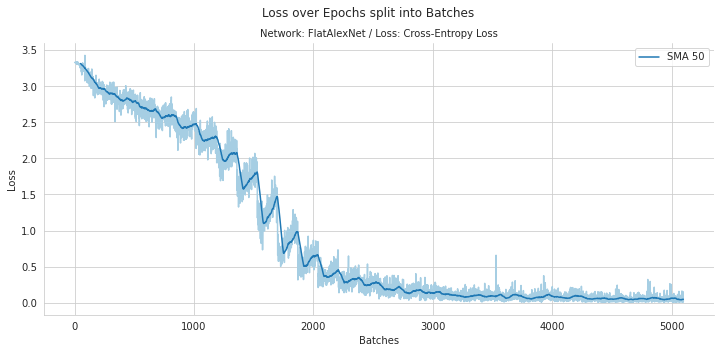 Loss over Epochs split into Batches
Network: FlatAlexNet / Loss: Cross-Entropy Loss
SMA 50
Loss
3.5
3.0
2.5
2.0
1.5
1.0
0.5
0.0
0
1000
2000
3000
4000
5000
Batches